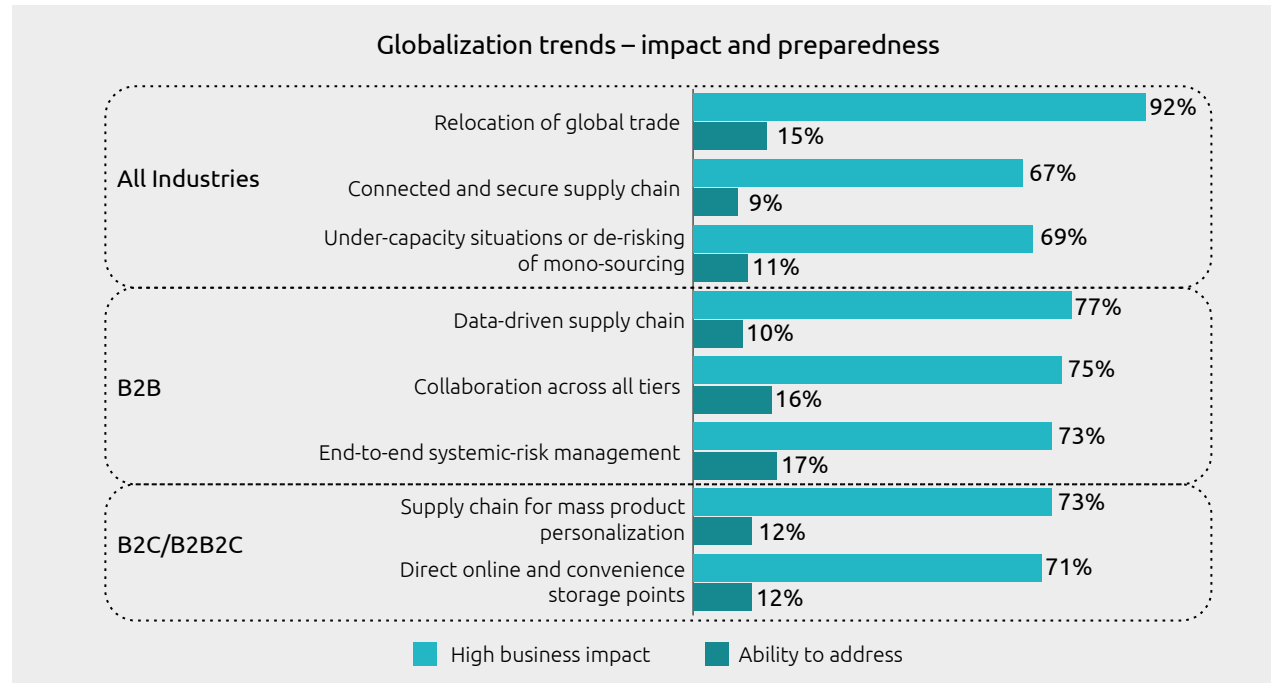 Globalization trends – impact and preparedness
All Industries
Relocation of global trade
92%
15%
Connected and secure supply chain
67%
9%
Under-capacity situations or de-risking
of mono-sourcing
69%
11%
B2B
Data-driven supply chain
77%
10%
Collaboration across all tiers
75%
16%
End-to-end systemic-risk management
73%
17%
B2C/B2B2C
Supply chain for mass product
personalization
73%
12%
Direct online and convenience
storage points
71%
12%
High business impact
Ability to address